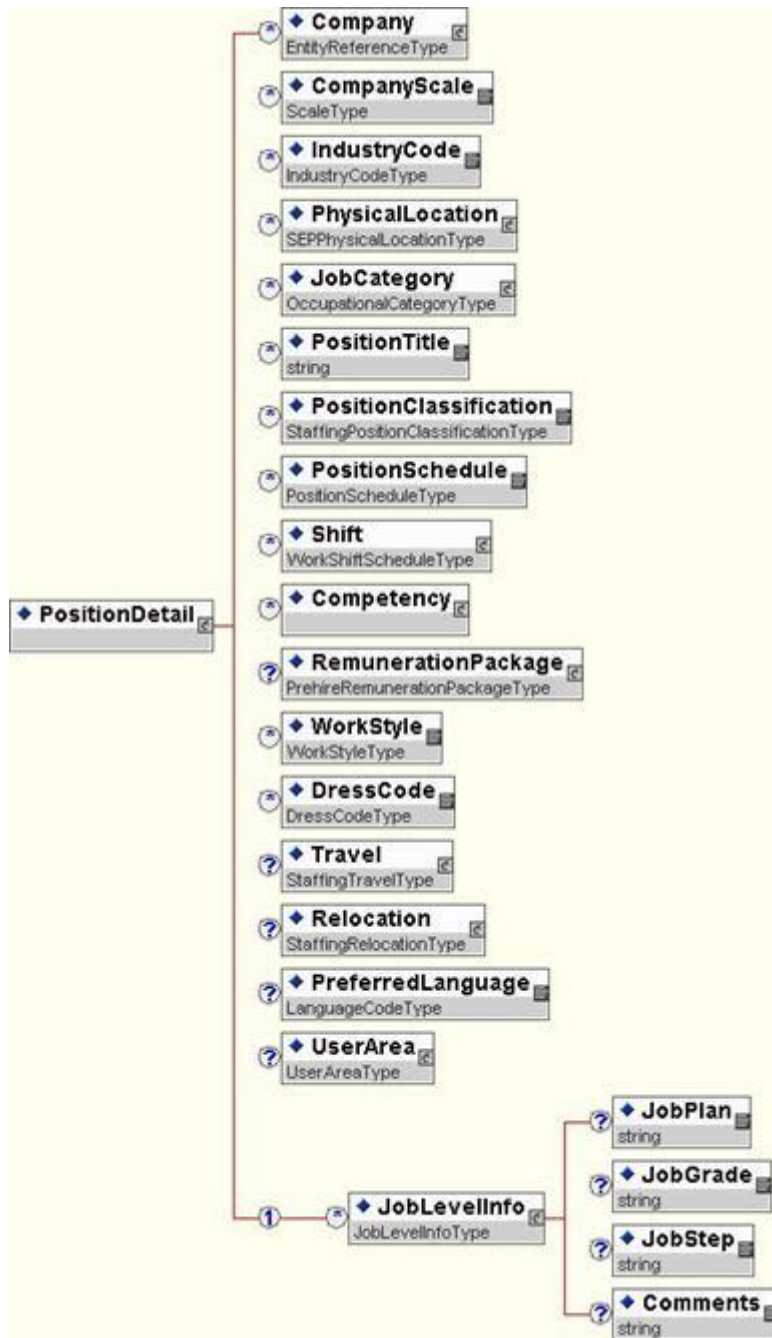 *
Company
EntityReferenceType
*
CompanyScale
ScaleType
*
IndustryCode
IndustryCodeType
*
PhysicalLocation
SEPPhysicalLocationType
*
JobCategory
OccupationalCategoryType
*
PositionTitle
string
*
PositionClassification
StaffingPositionClassificationType
*
PositionSchedule
PositionScheduleType
*
Shift
WorkShiftScheduleType
PositionDetail
*
Competency
?
RemunerationPackage
PrehireRemunerationPackageType
*
WorkStyle
WorkStyleType
*
DressCode
DressCodeType
?
Travel
StaffingTravelType
?
Relocation
StaffingRelocationType
?
PreferredLanguage
LanguageCodeType
?
UserArea
UserAreaType
1
*
JobLevelInfo
JobLevelInfoType
?
JobPlan
string
?
JobGrade
string
?
JobStep
string
?
Comments
string